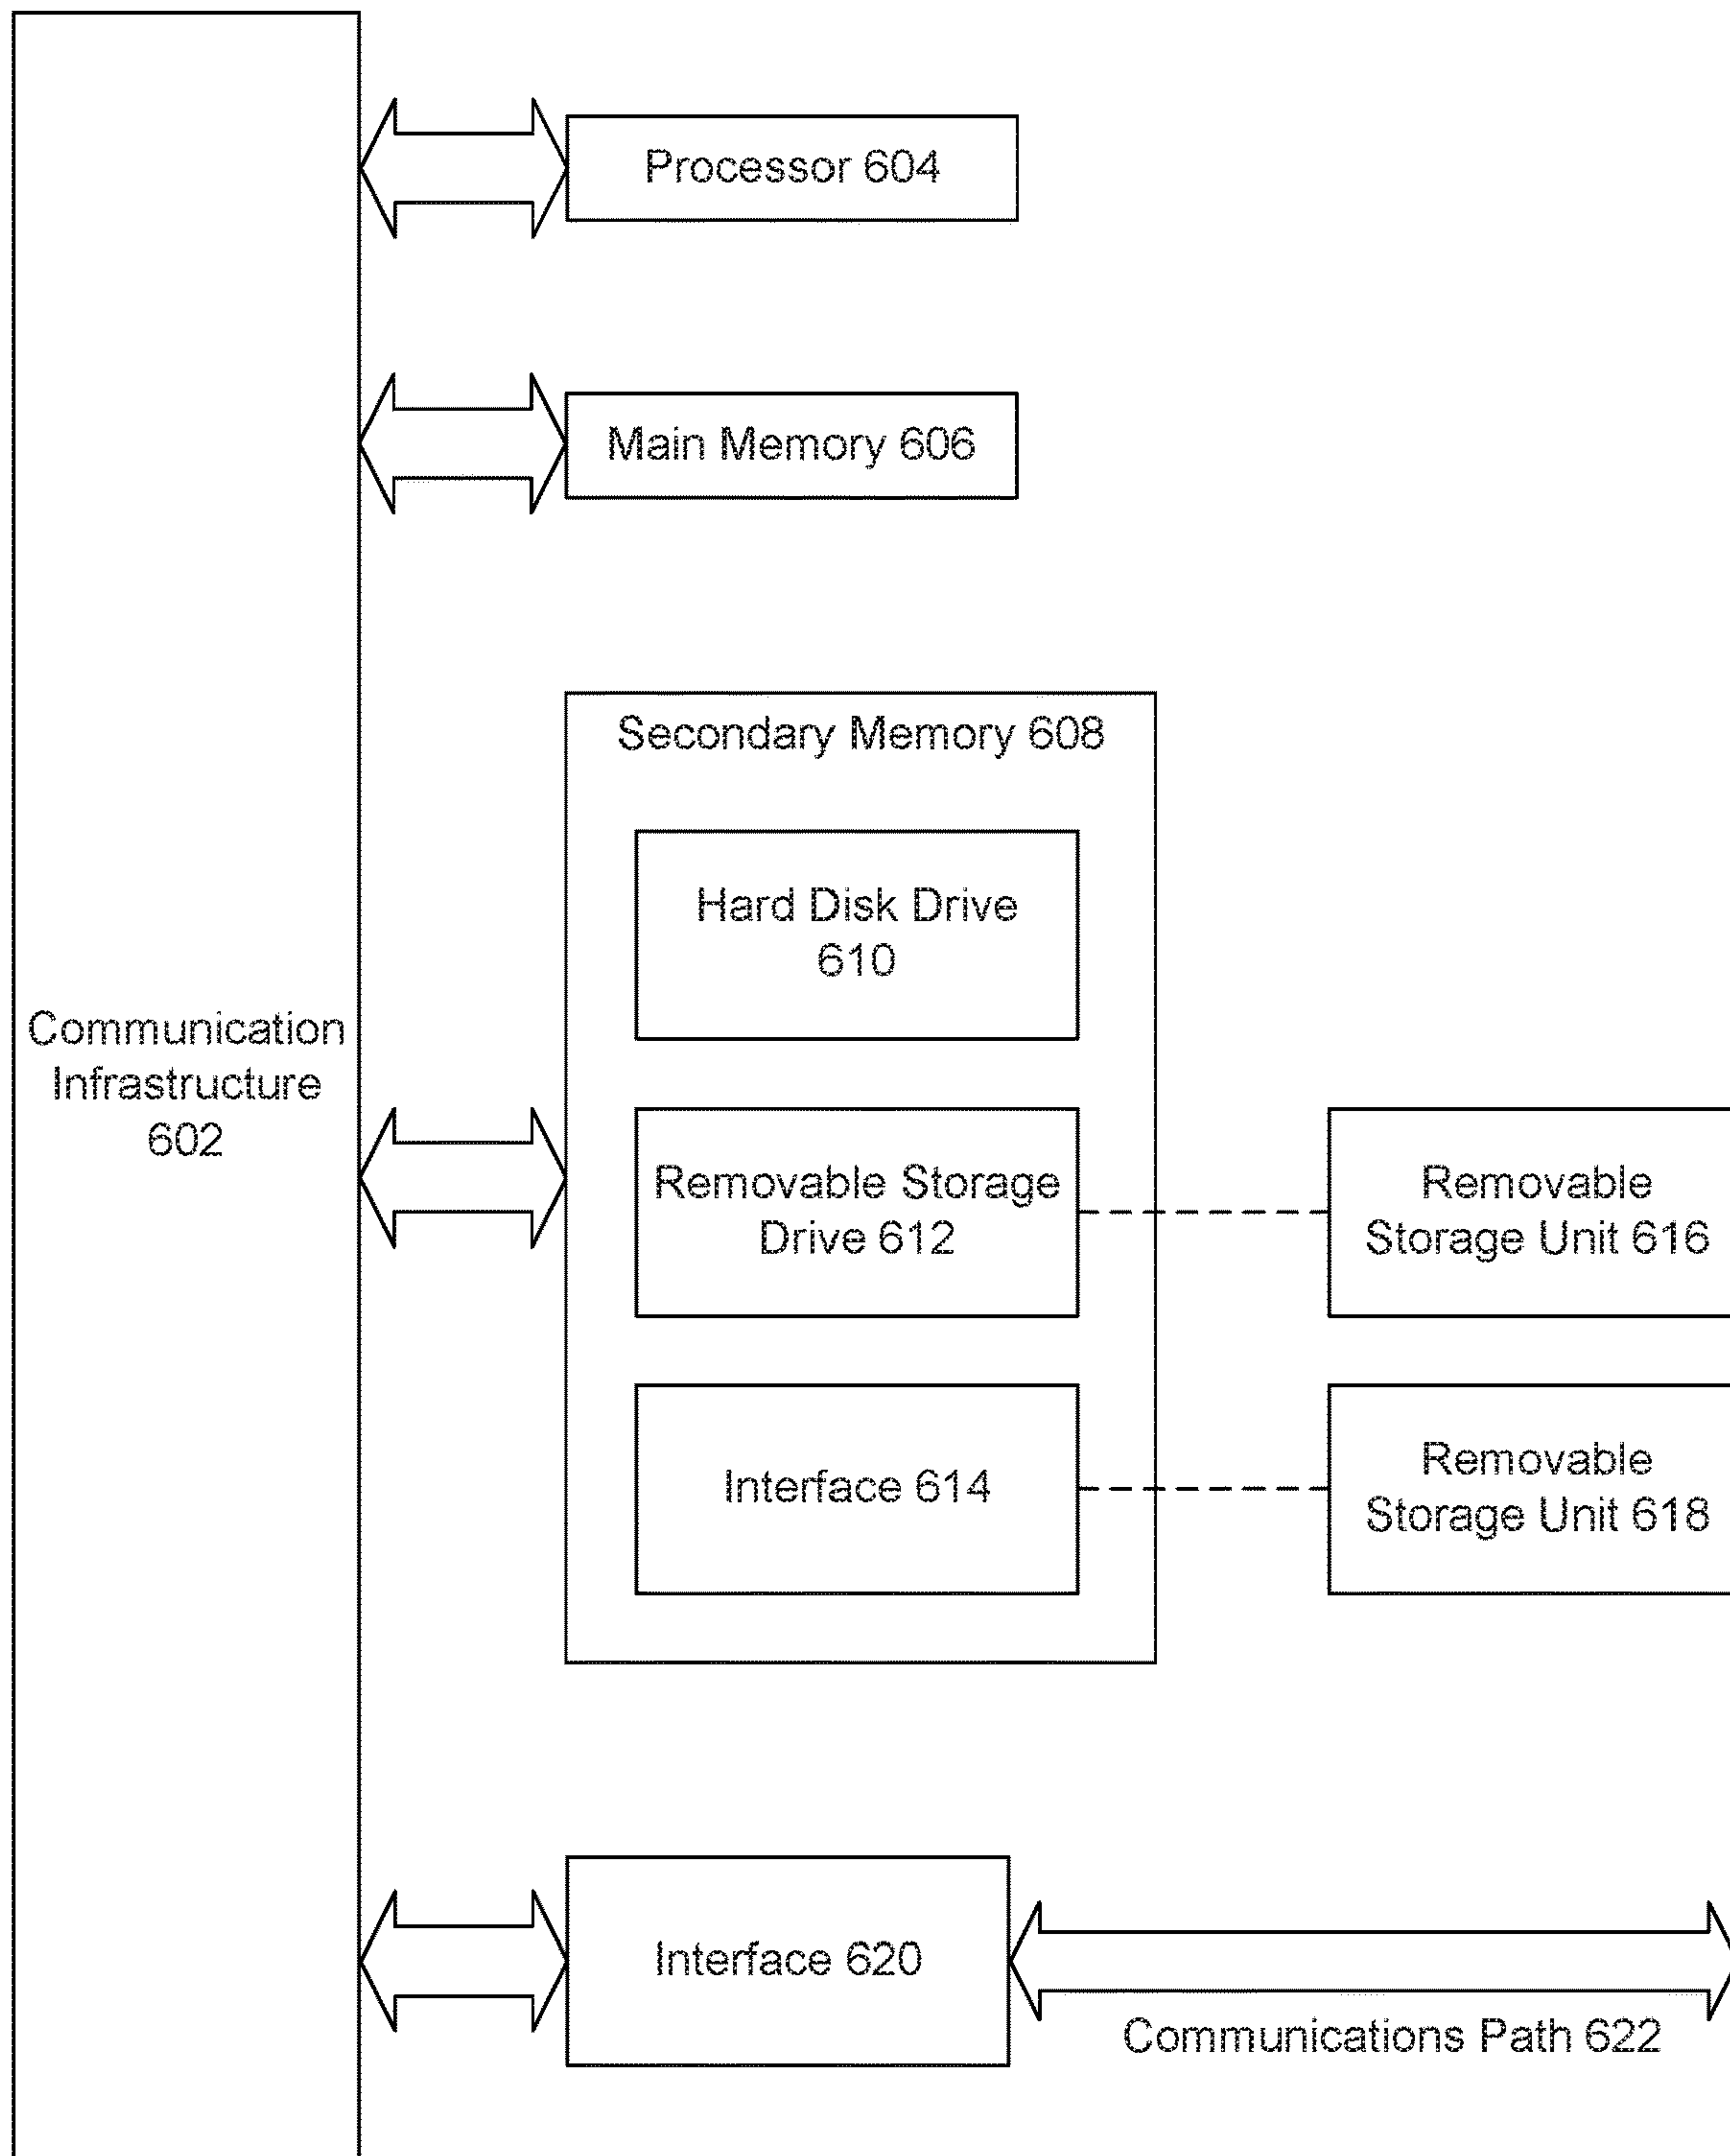 Processor 604
Main Memory 606
Secondary Memory 608
Hard Disk Drive
610
Communication
Infrastructure
602
Removable Storage
Drive 612
Removable
Storage Unit 616
Interface 614
Removable
Storage Unit 618
Interface 620
Communications Path 622